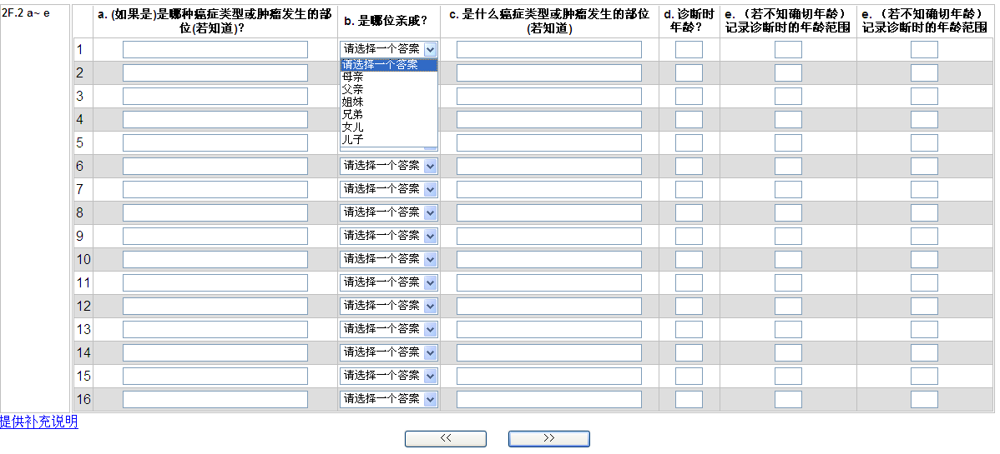 2F.2 a~ e
a. (如果是)是哪种癌症类型或肿瘤发生的部
位(若知道)?
b. 是哪位亲戚?
c. 是什么癌症类型或肿瘤发生的部位
(若知道)
d. 诊断时
年龄?
e. （若不知确切年龄）
记录诊断时的年龄范围
e. （若不知确切年龄）
记录诊断时的年龄范围
1 请选择一个答案
请选择一个答案
2 母亲
父亲
3 姐妹
4 兄弟
女儿
5 儿子
6 请选择一个答案
7 请选择一个答案
8 请选择一个答案
9 请选择一个答案
10 请选择一个答案
11 请选择一个答案
12 请选择一个答案
13 请选择一个答案
14 请选择一个答案
15 请选择一个答案
16 请选择一个答案
提供补充说明
<< >>